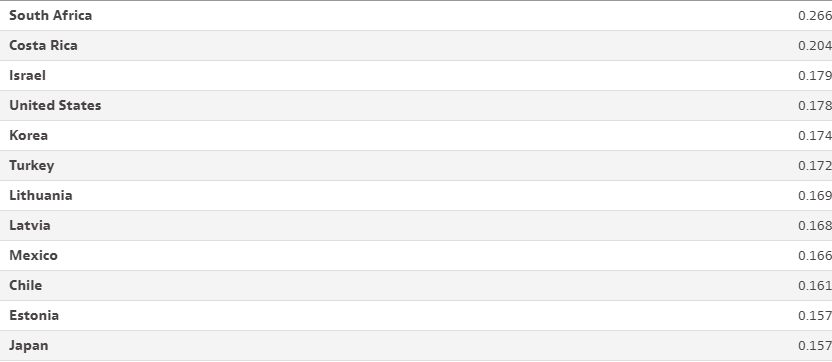 South Africa 0.266
Costa Rica 0.204
Israel 0.179
United States 0.178
Korea 0.174
Turkey 0.172
Lithuania 0.169
Latvia 0.168
Mexico 0.166
Chile 0.161
Estonia 0.157
Japan 0.157